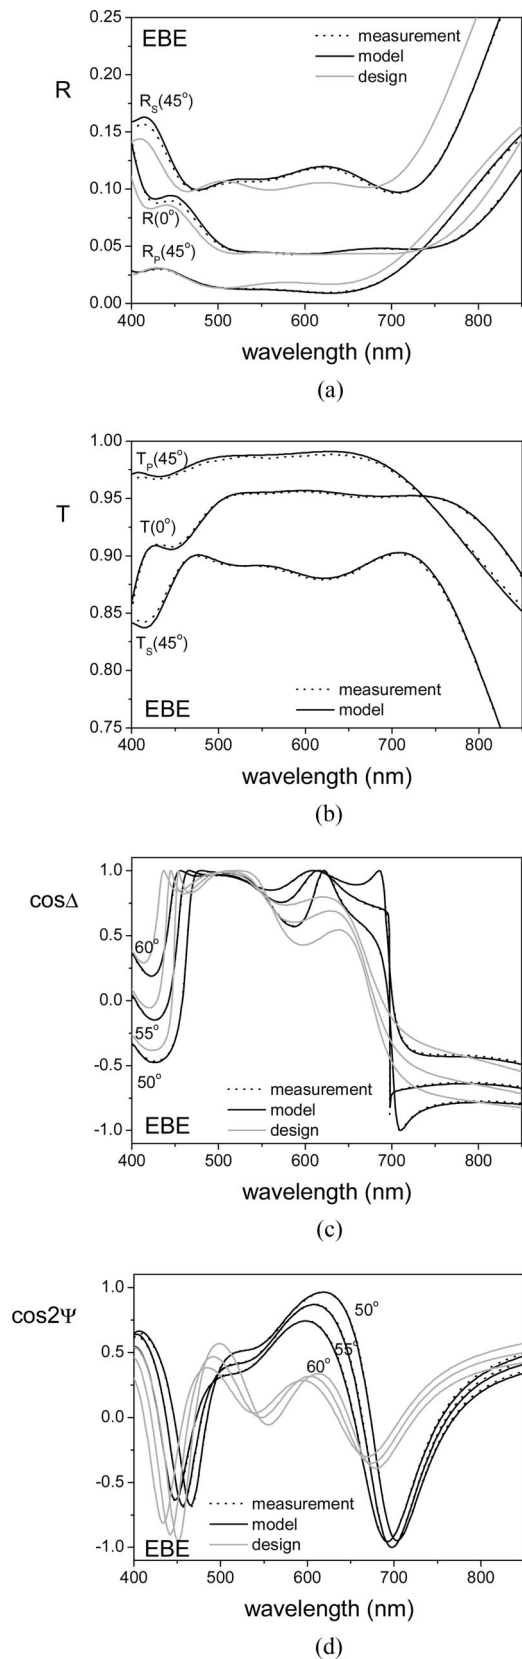 EBE
measurement
model
design
R
R_S(45°)
R(0°)
R_P(45°)
0.25
0.20
0.15
0.10
0.05
0.00
400 500 600 700 800
wavelength (nm)
(a)
T
1.00
0.95
0.90
0.85
0.80
0.75
T_P(45°)
T(0°)
T_S(45°)
measurement
model
EBE
400 500 600 700 800
wavelength (nm)
(b)
cosΔ
1.0
0.5
0.0
-0.5
-1.0
60°
55°
50°
measurement
model
design
EBE
400 500 600 700 800
wavelength (nm)
(c)
cos2Ψ
1.0
0.5
0.0
-0.5
-1.0
50°
55°
60°
measurement
model
design
EBE
400 500 600 700 800
wavelength (nm)
(d)